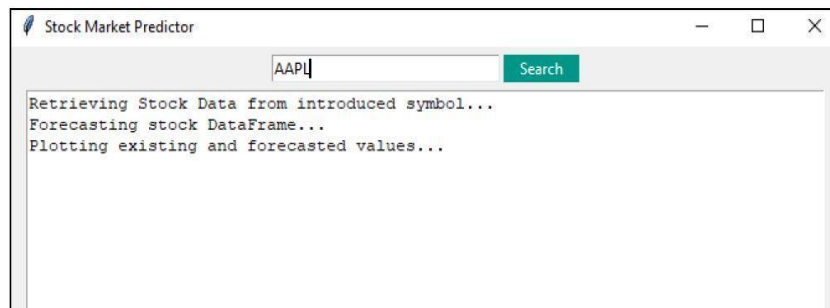 Stock Market Predictor
AAPL
Search
Retrieving Stock Data from introduced symbol...
Forecasting stock DataFrame...
Plotting existing and forecasted values...